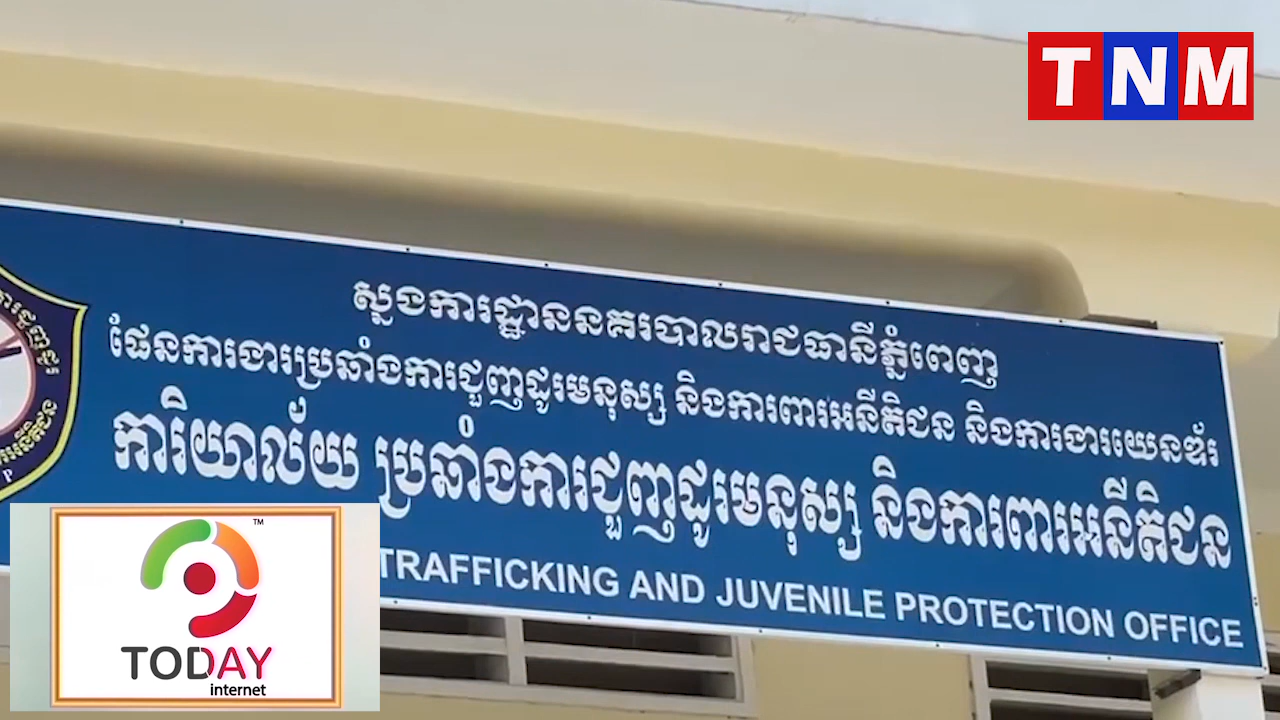 TNM
ស្នងការដ្ឋាននគរបាលរាជធានីភ្នំពេញ
ផែនការងារប្រឆាំងការជួញដូរមនុស្ស និងការពារអនីតិជន និងការងារយេនឌ័រ
ការិយាល័យ ប្រឆាំងការជួញដូរមនុស្ស និងការពារអនីតិជន
TRAFFICKING AND JUVENILE PROTECTION OFFICE
TODAY
internet
TM